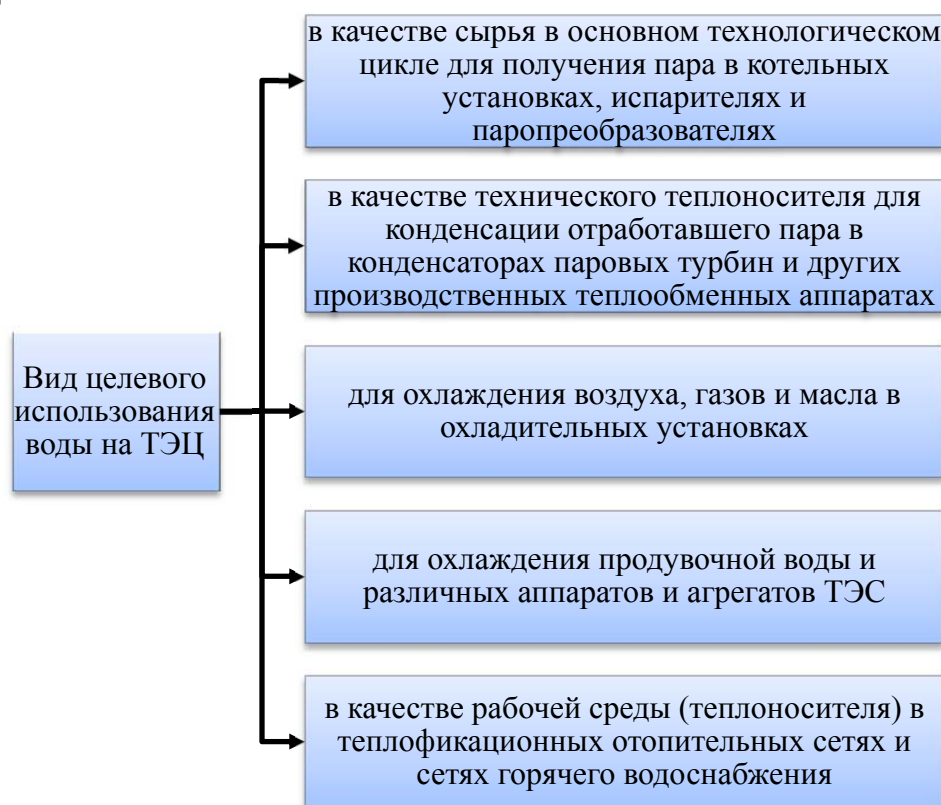 в качестве сырья в основном технологическом
цикле для получения пара в котельных
установках, испарителях и
паропреобразователях
в качестве технического теплоносителя для
конденсации отработавшего пара в
конденсаторах паровых турбин и других
производственных теплообменных аппаратах
Вид целевого
использования
воды на ТЭЦ
для охлаждения воздуха, газов и масла в
охладительных установках
для охлаждения продувочной воды и
различных аппаратов и агрегатов ТЭС
в качестве рабочей среды (теплоносителя) в
теплофикационных отопительных сетях и
сетях горячего водоснабжения